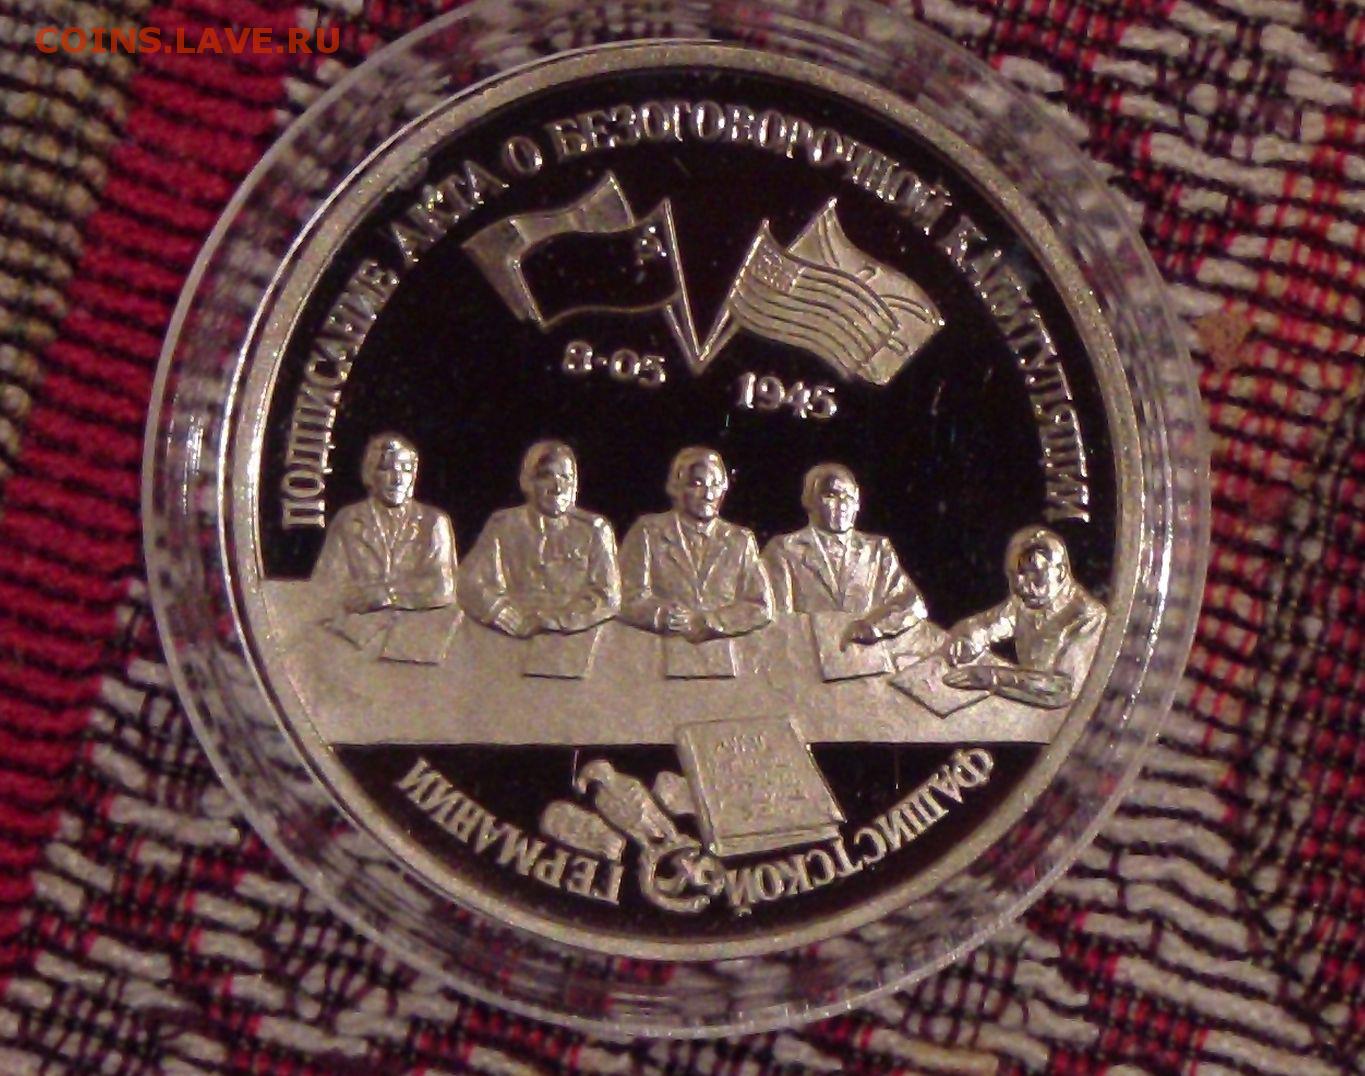 COINS.LAVE.RU
ПОДПИСАНИЕ АКТА О БЕЗОГОВОРОЧНОЙ КАПИТУЛЯЦИИ
8·05
1945
ФАШИСТСКОЙ ГЕРМАНИИ